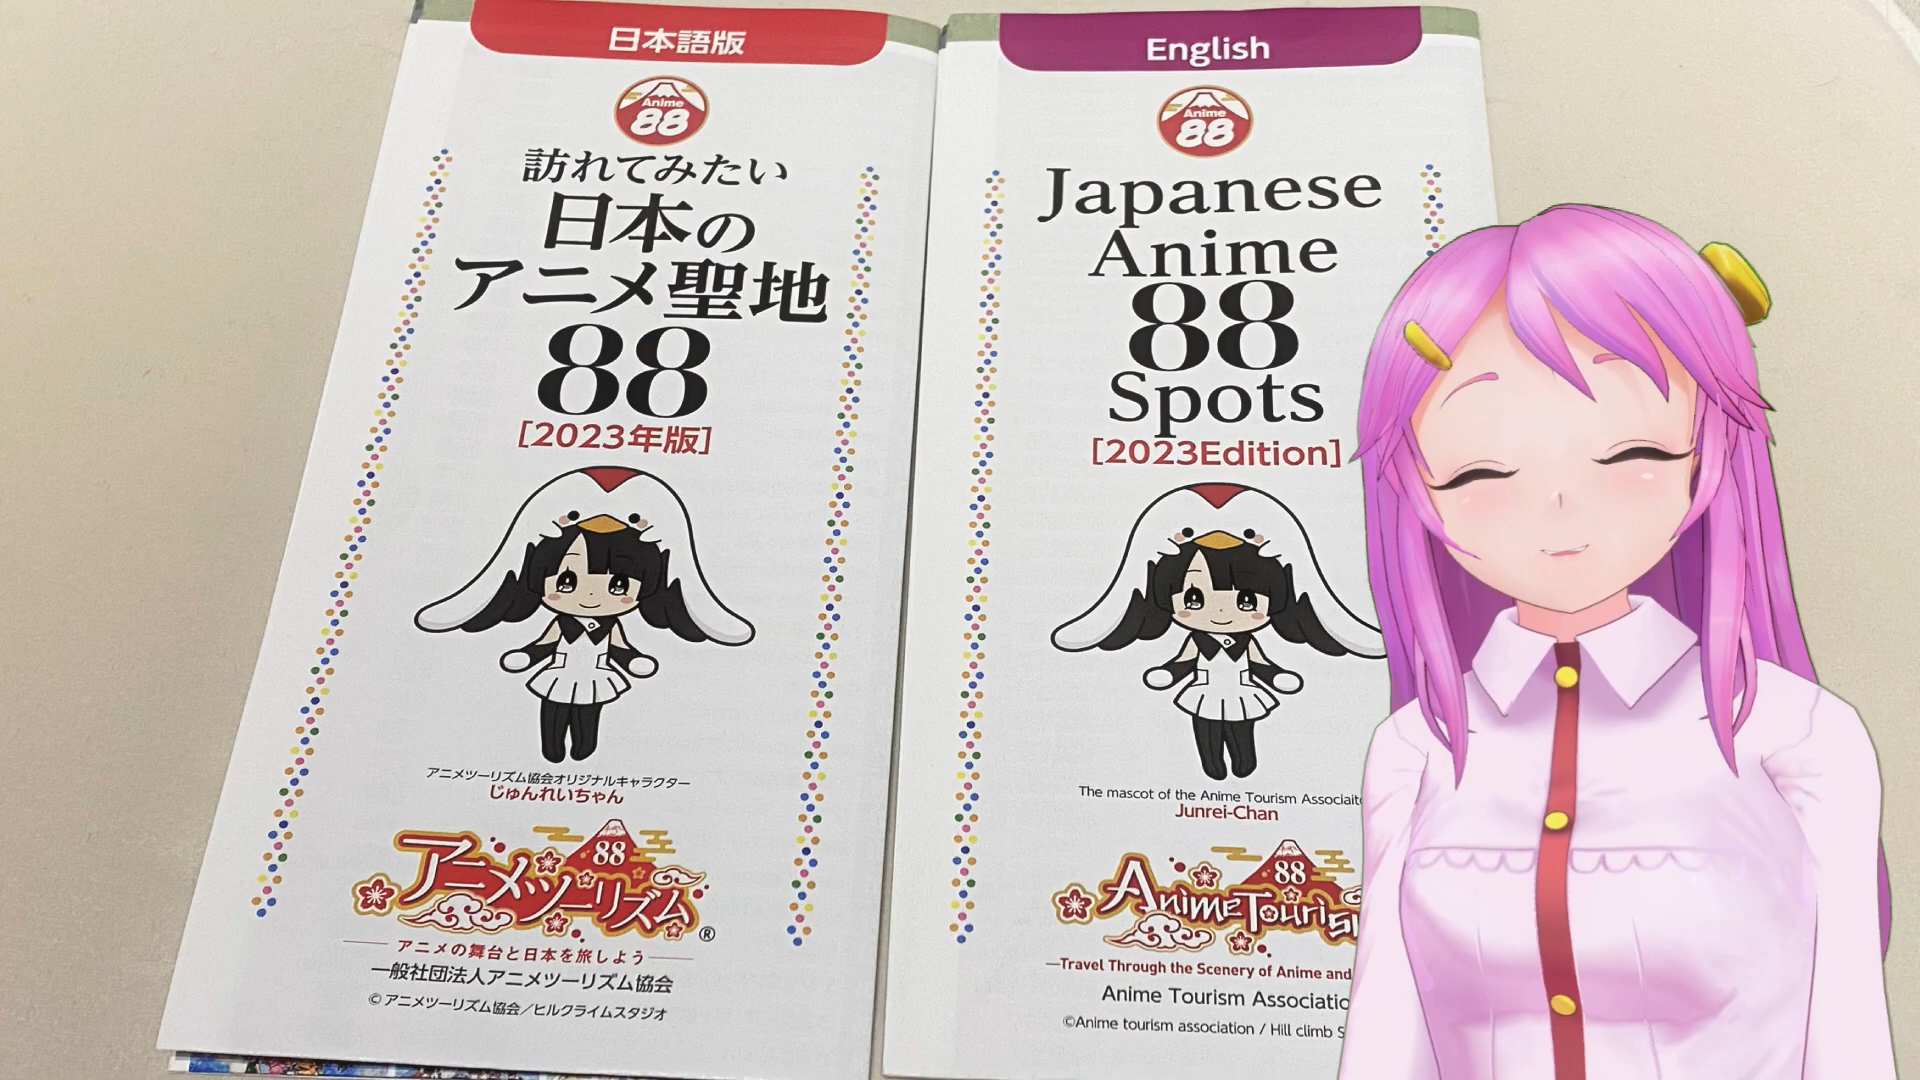 日本語版
Anime
88
訪れてみたい
日本の
アニメ聖地
88
[2023年版]
アニメツーリズム協会オリジナルキャラクター
じゅんれいちゃん
88
アニメツーリズム®
アニメの舞台と日本を旅しよう
一般社団法人アニメツーリズム協会
© アニメツーリズム協会/ヒルクライムスタジオ
English
Anime
88
Japanese
Anime
88
Spots
[2023Edition]
The mascot of the Anime Tourism
Junrei-Chan
88
Anime
Travel Through the Scenery of Anime and
Anime Tourism
©Anime tourism association / Hill climb